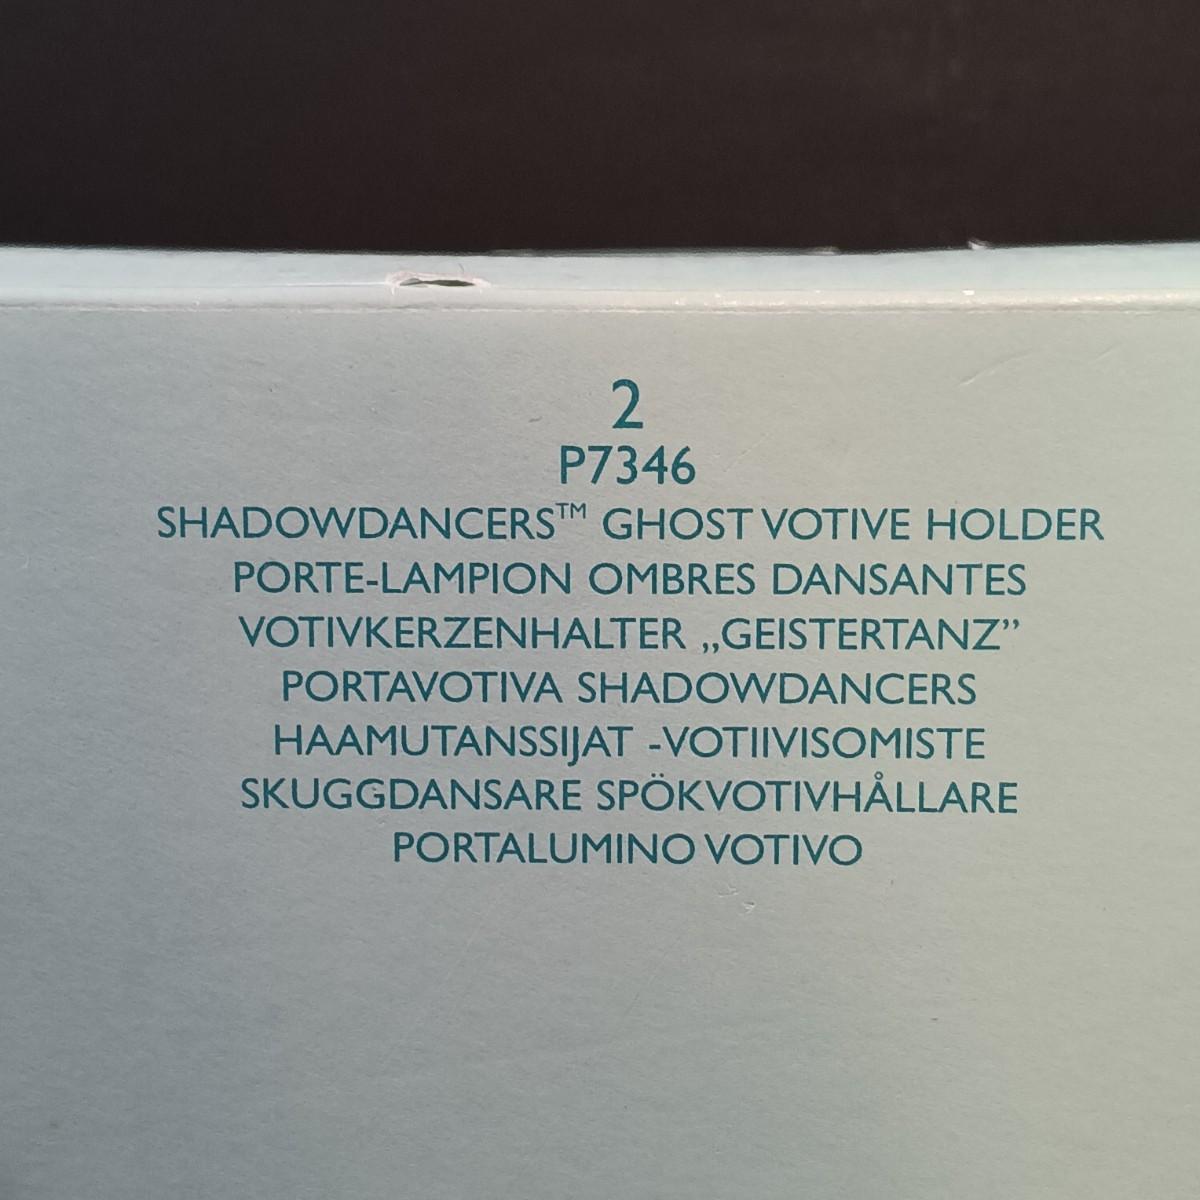 2
P7346
SHADOWDANCERS™ GHOST VOTIVE HOLDER
PORTE-LAMPION OMBRES DANSANTES
VOTIVKERZENHALTER „GEISTERTANZ”
PORTAVOTIVA SHADOWDANCERS
HAAMUTANSSIJAT -VOTIIVISOMISTE
SKUGGDANSARE SPÖKVOTIVHÅLLARE
PORTALUMINO VOTIVO